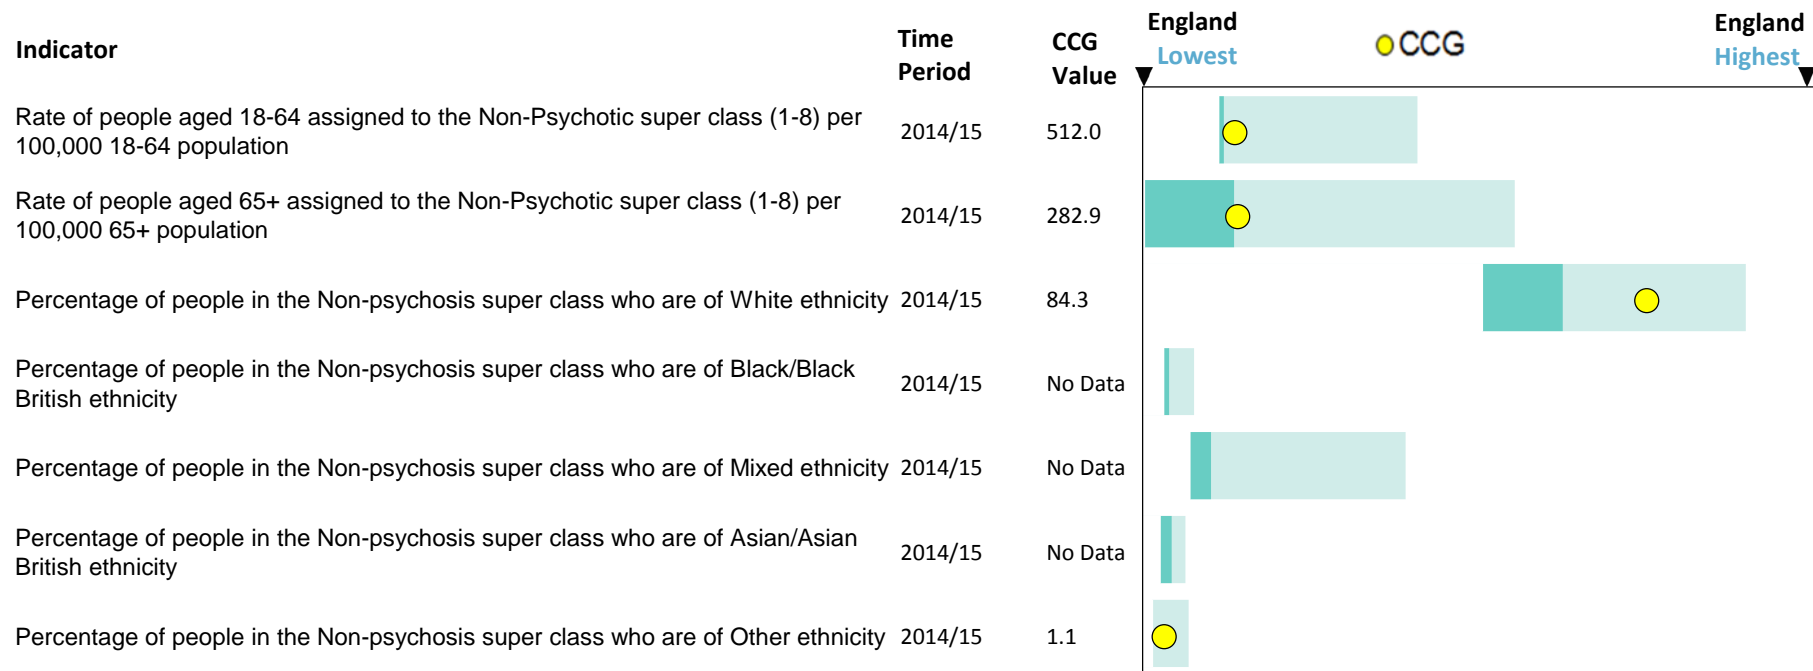 Indicator
Time Period
CCG Value
England Lowest
CCG
England Highest
Rate of people aged 18-64 assigned to the Non-Psychotic super class (1-8) per
100,000 18-64 population
2014/15
512.0
Rate of people aged 65+ assigned to the Non-Psychotic super class (1-8) per
100,000 65+ population
2014/15
282.9
Percentage of people in the Non-psychosis super class who are of White ethnicity
2014/15
84.3
Percentage of people in the Non-psychosis super class who are of Black/Black
British ethnicity
2014/15
No Data
Percentage of people in the Non-psychosis super class who are of Mixed ethnicity
2014/15
No Data
Percentage of people in the Non-psychosis super class who are of Asian/Asian
British ethnicity
2014/15
No Data
Percentage of people in the Non-psychosis super class who are of Other ethnicity
2014/15
1.1